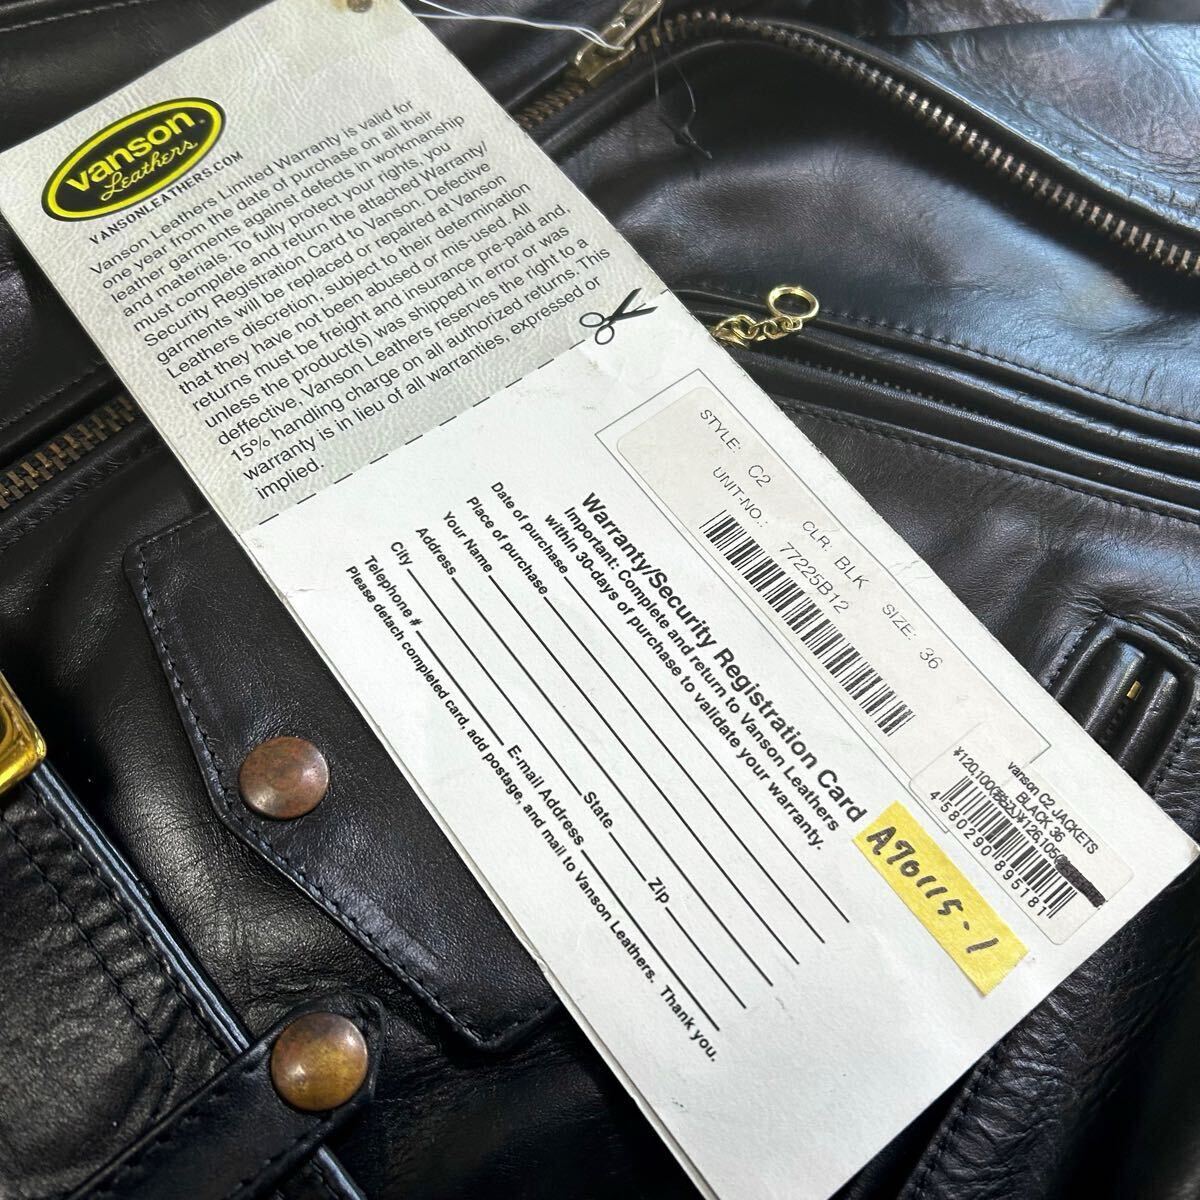 vanson
Leathers
VANSONLEATHERS.COM
Vanson Leathers Limited Warranty is valid for
one year from the date of purchase on all their
leather garments against defects in workmanship
and materials. To fully protect your rights, you
must complete and return the attached Warranty/
Security Registration Card to Vanson. Defective
garments will be replaced or repaired at Vanson
Leathers discretion, subject to their determination
that they have not been abused or mis-used. All
returns must be freight and insurance pre-paid and,
unless the product(s) was shipped in error or was
deffective, Vanson Leathers reserves the right to a
15% handling charge on all authorized returns. This
warranty is in lieu of all warranties. expressed or
implied.
STYLE: C2 CLR: BLK SIZE: 36
UNIT-NO.: 77225B12
Warranty/Security Registration Card
Important: Complete and return to Vanson Leathers
within 30-days of purchase to validate your warranty.
Date of purchase
Place of purchase
Your Name
Address
City State Zip
Telephone # E-mail Address
Please detach completed card, add postage, and mail to Vanson Leathers. Thank you.
vanson C2 JACKETS
BLACK 36
¥120,100 ¥126,105
4 580290 895181
A70115-1